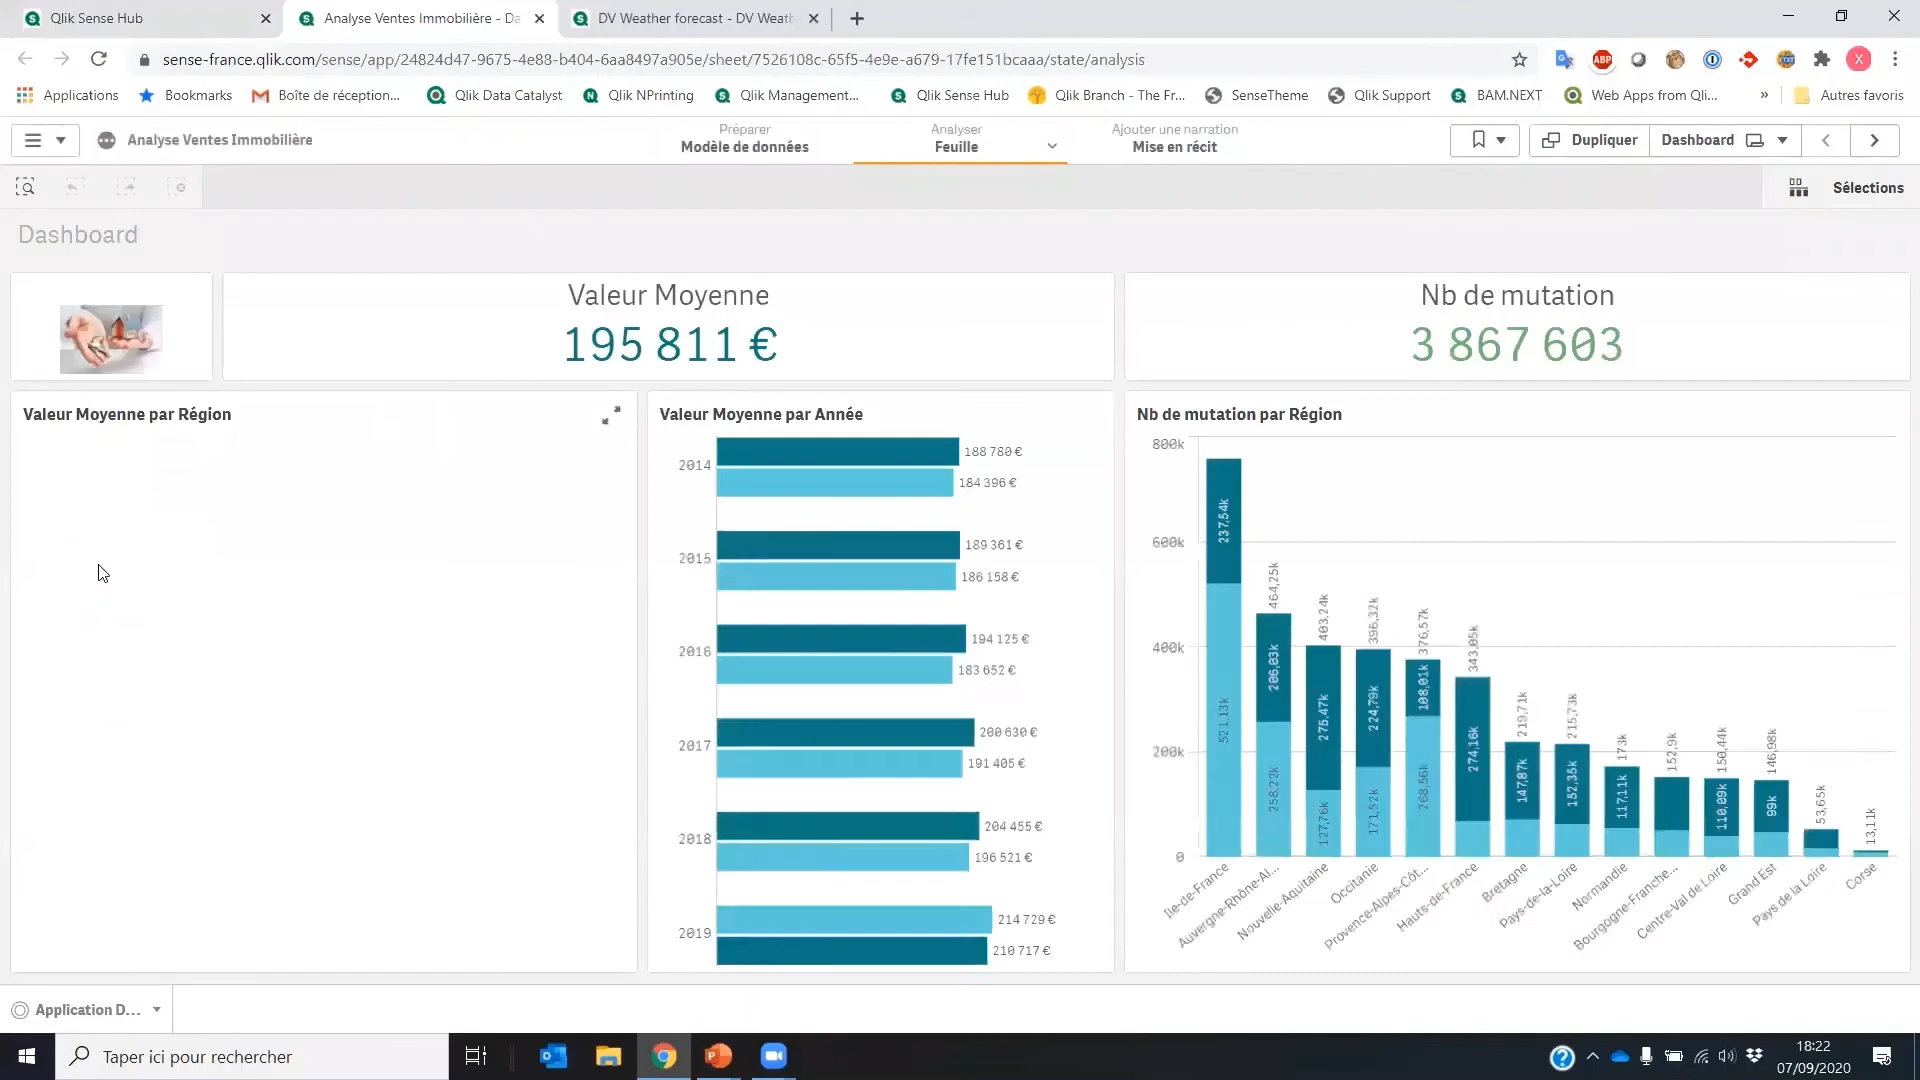 Qlik Sense Hub
Analyse Ventes Immobilière - Da
DV Weather forecast - DV Weath
sense-france.qlik.com/sense/app/24824d47-9675-4e88-b404-6aa8497a905e/sheet/7526108c-65f5-4e9e-a679-17fe151bcaaa/state/analysis
ABP
X
Applications
Bookmarks
Boîte de réception...
Qlik Data Catalyst
Qlik NPrinting
Qlik Management...
Qlik Sense Hub
Qlik Branch - The Fr...
SenseTheme
Qlik Support
BAM.NEXT
Web Apps from Qli...
»
Autres favoris
Analyse Ventes Immobilière
Préparer
Modèle de données
Analyser
Feuille
Ajouter une narration
Mise en récit
Dupliquer
Dashboard
Sélections
Dashboard
Valeur Moyenne
195 811 €
Nb de mutation
3 867 603
Valeur Moyenne par Région
Valeur Moyenne par Année
2014
188 780 €
184 396 €
2015
189 361 €
186 158 €
2016
194 125 €
183 652 €
2017
200 630 €
191 405 €
2018
204 455 €
196 521 €
2019
214 729 €
210 717 €
Nb de mutation par Région
800k
600k
400k
200k
0
237,54k
521,13k
464,25k
206,03k
258,22k
403,24k
275,47k
127,76k
396,32k
224,79k
171,52k
376,57k
108,01k
268,56k
343,05k
274,16k
219,71k
147,87k
215,73k
152,35k
173k
117,11k
152,9k
150,44k
110,09k
146,98k
99k
53,65k
13,11k
Île-de-France
Auvergne-Rhône-Al...
Nouvelle-Aquitaine
Occitanie
Provence-Alpes-Côt...
Hauts-de-France
Bretagne
Pays-de-la-Loire
Normandie
Bourgogne-Franche...
Centre-Val de Loire
Grand Est
Pays de la Loire
Corse
Application D...
Taper ici pour rechercher
18:22
07/09/2020